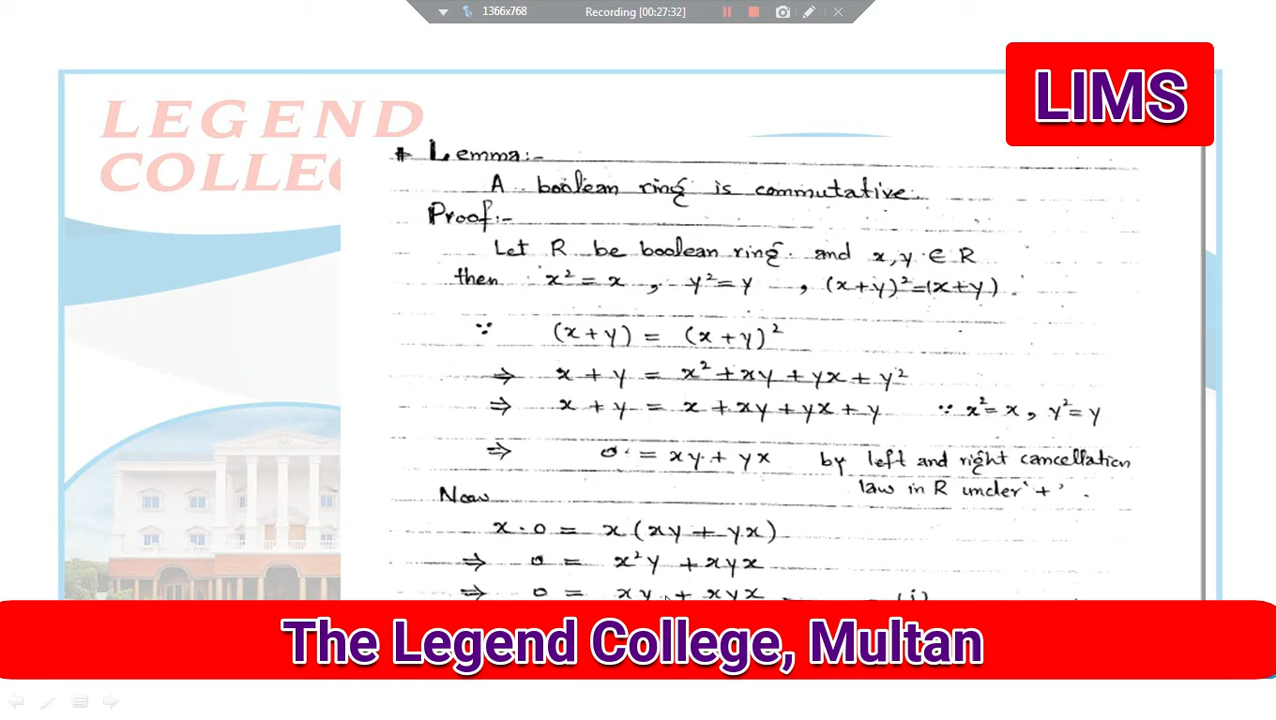 1366x768 Recording [00:27:32]
LIMS
LEGEND
COLLEG
Lemma:-
A boolean ring is commutative.
Proof:-
Let R be boolean ring and x, y ∈ R
then x² = x , y² = y , (x+y)² = (x+y).
∵ (x+y) = (x+y)²
⇒ x + y = x² + xy + yx + y²
⇒ x + y = x + xy + yx + y ∵ x² = x, y² = y
⇒ 0 = xy + yx by left and right cancellation
law in R under '+'.
Now
x·0 = x(xy + yx)
⇒ 0 = x²y + xyx
⇒ 0 = xy + xyx (i)
The Legend College, Multan